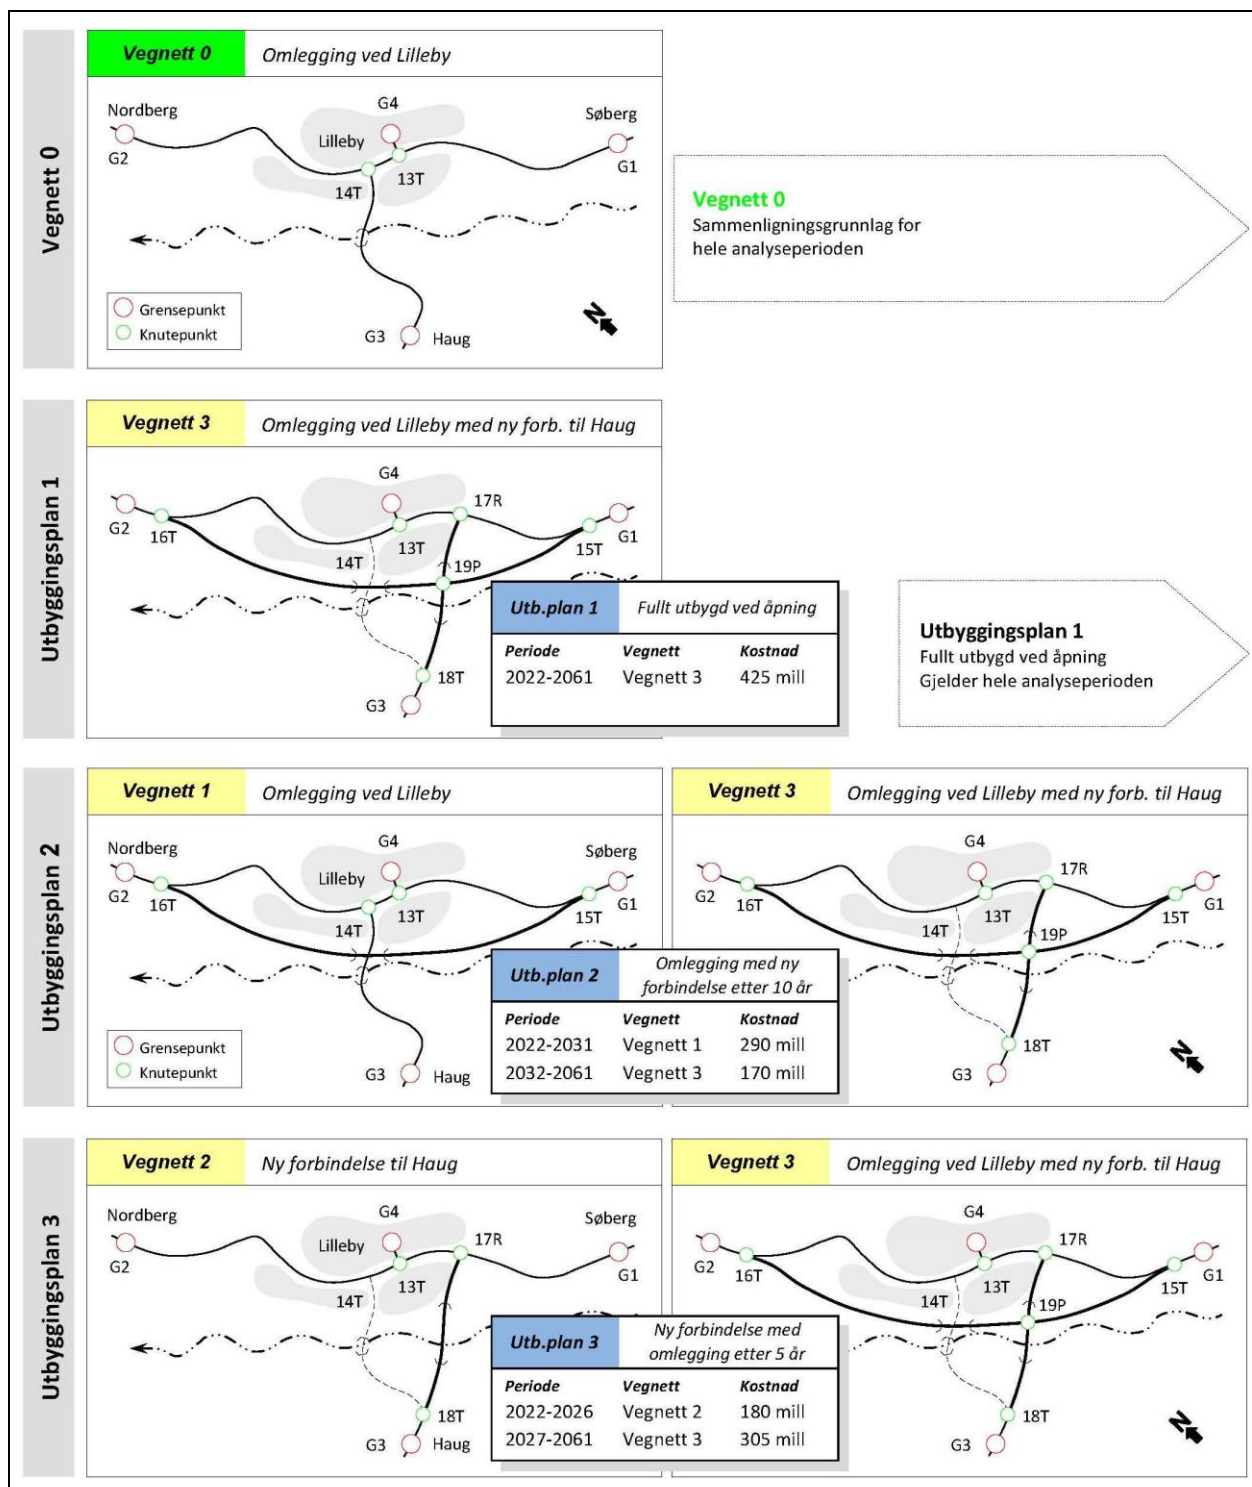 Vegnett 0
Vegnett 0
Omlegging ved Lilleby
Nordberg
G2
G4
Lilleby
14T
13T
Søberg
G1
Grensepunkt
Knutepunkt
G3
Haug
N
Vegnett 0
Sammenligningsgrunnlag for
hele analyseperioden
Utbyggingsplan 1
Vegnett 3
Omlegging ved Lilleby med ny forb. til Haug
G2
16T
G4
14T
13T
17R
19P
15T
G1
18T
G3
Utb.plan 1
Fullt utbygd ved åpning
Periode Vegnett Kostnad
2022-2061 Vegnett 3 425 mill
Utbyggingsplan 1
Fullt utbygd ved åpning
Gjelder hele analyseperioden
Utbyggingsplan 2
Vegnett 1
Omlegging ved Lilleby
Nordberg
G2
16T
G4
Lilleby
14T
13T
Søberg
15T
G1
Grensepunkt
Knutepunkt
G3
Haug
Utb.plan 2
Omlegging med ny
forbindelse etter 10 år
Periode Vegnett Kostnad
2022-2031 Vegnett 1 290 mill
2032-2061 Vegnett 3 170 mill
Vegnett 3
Omlegging ved Lilleby med ny forb. til Haug
G2
16T
G4
14T
13T
17R
19P
15T
G1
18T
G3
N
Utbyggingsplan 3
Vegnett 2
Ny forbindelse til Haug
Nordberg
G2
G4
Lilleby
14T
13T
17R
Søberg
G1
18T
G3
Haug
Utb.plan 3
Ny forbindelse med
omlegging etter 5 år
Periode Vegnett Kostnad
2022-2026 Vegnett 2 180 mill
2027-2061 Vegnett 3 305 mill
Vegnett 3
Omlegging ved Lilleby med ny forb. til Haug
G2
16T
G4
14T
13T
17R
19P
15T
G1
18T
G3
N